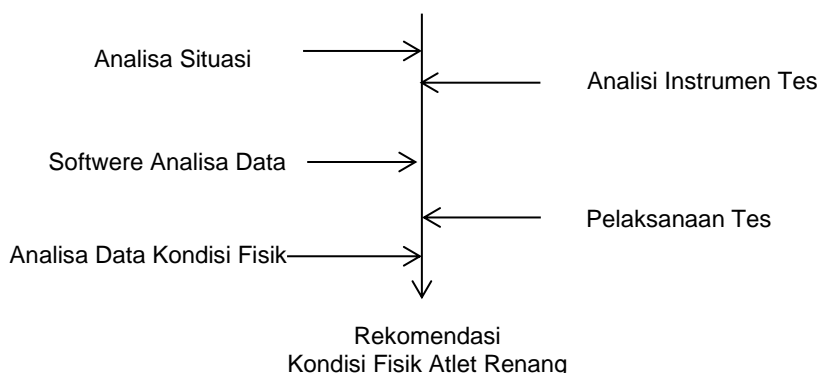 Analisa Situasi
Analisi Instrumen Tes
Softwere Analisa Data
Pelaksanaan Tes
Analisa Data Kondisi Fisik
Rekomendasi
Kondisi Fisik Atlet Renang